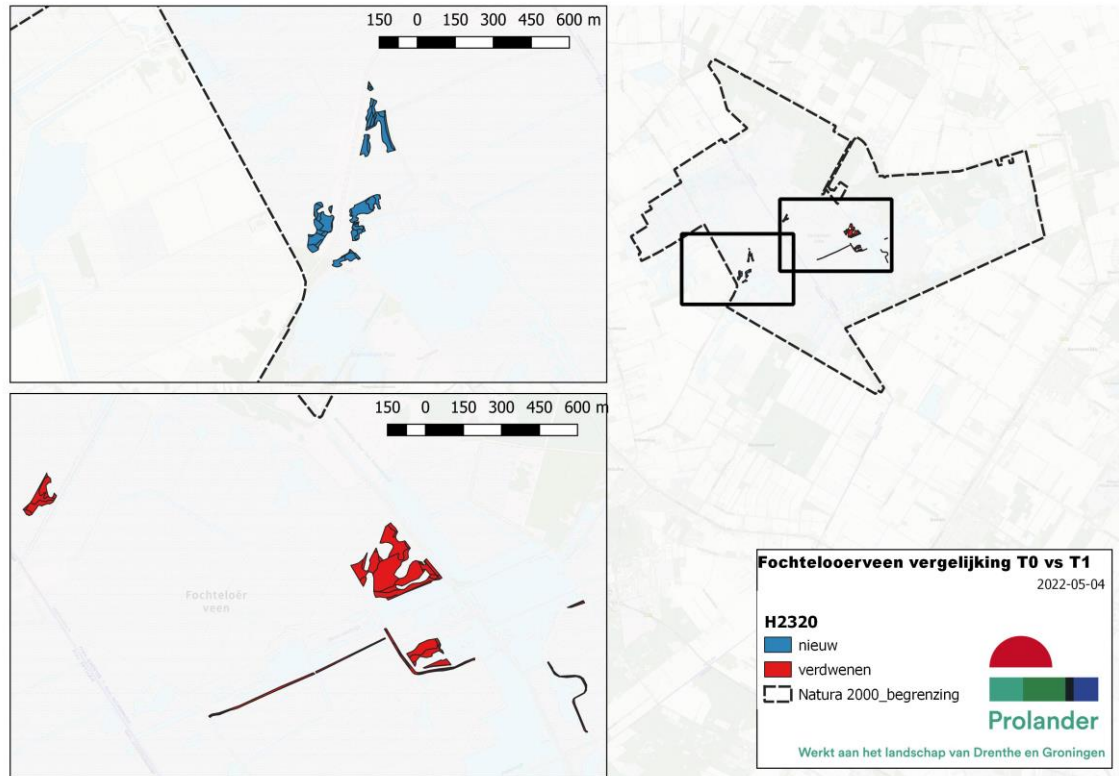 150 0 150 300 450 600 m
150 0 150 300 450 600 m
Fochteloër
veen
Fochtelooerveen vergelijking T0 vs T1
2022-05-04
H2320
nieuw
verdwenen
Natura 2000_begrenzing
Prolander
Werkt aan het landschap van Drenthe en Groningen